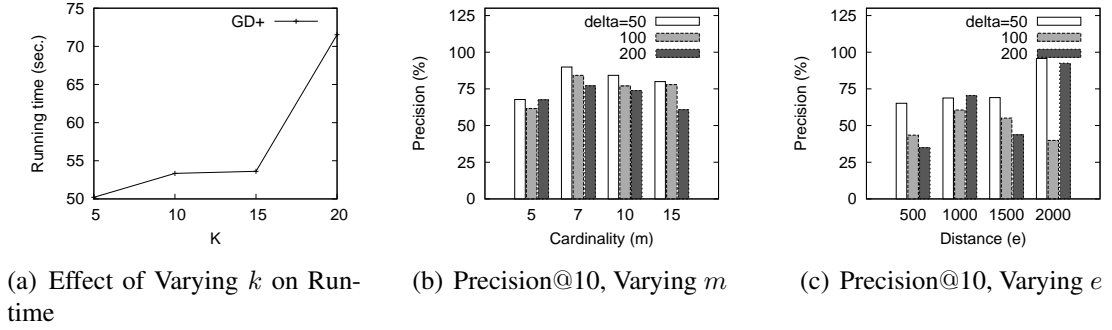 75
70
65
60
55
50
5
10
15
20
Running time (sec.)
K
GD+
125
100
75
50
25
0
5
7
10
15
Precision (%)
Cardinality (m)
delta=50
100
200
125
100
75
50
25
0
500
1000
1500
2000
Precision (%)
Distance (e)
delta=50
100
200
(a) Effect of Varying k on Run-
time
(b) Precision@10, Varying m
(c) Precision@10, Varying e